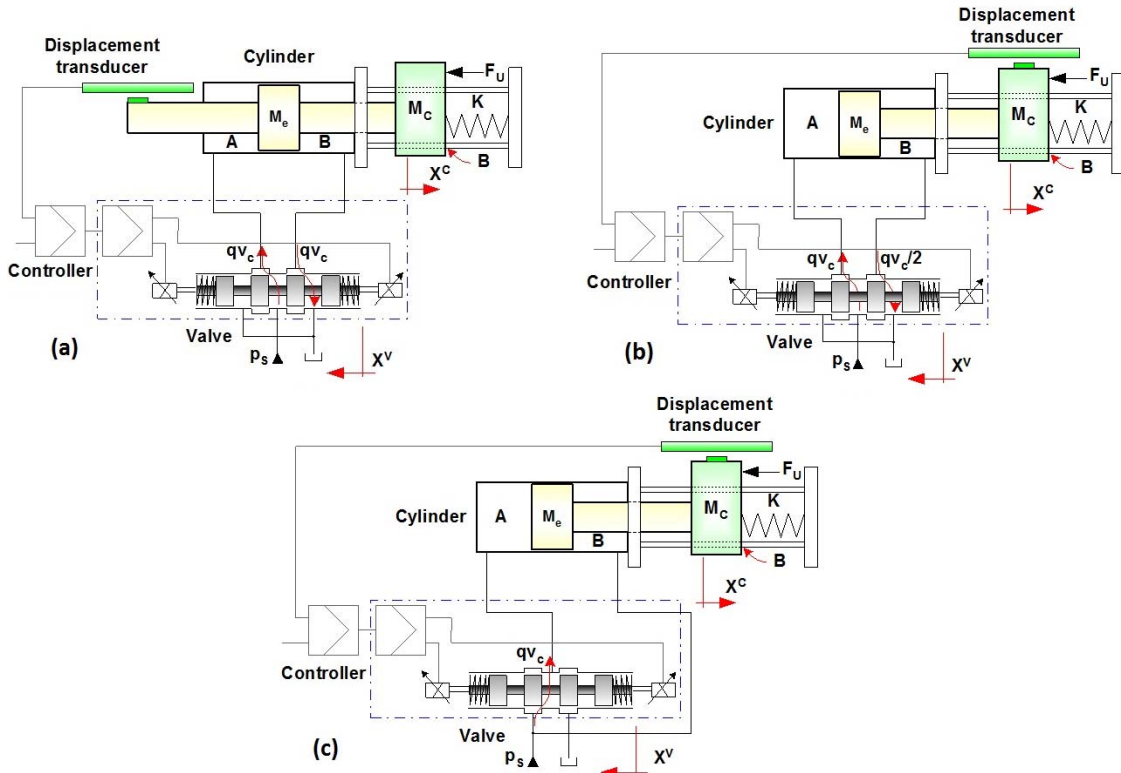 Displacement
transducer
Cylinder
Me
A
B
MC
FU
K
B
XC
Controller
qvc
qvc
Valve
pS
XV
(a)
Displacement
transducer
Cylinder
A
Me
B
MC
FU
K
B
XC
Controller
qvc
qvc/2
Valve
pS
XV
(b)
Displacement
transducer
Cylinder
A
Me
B
MC
FU
K
B
XC
Controller
qvc
Valve
pS
XV
(c)